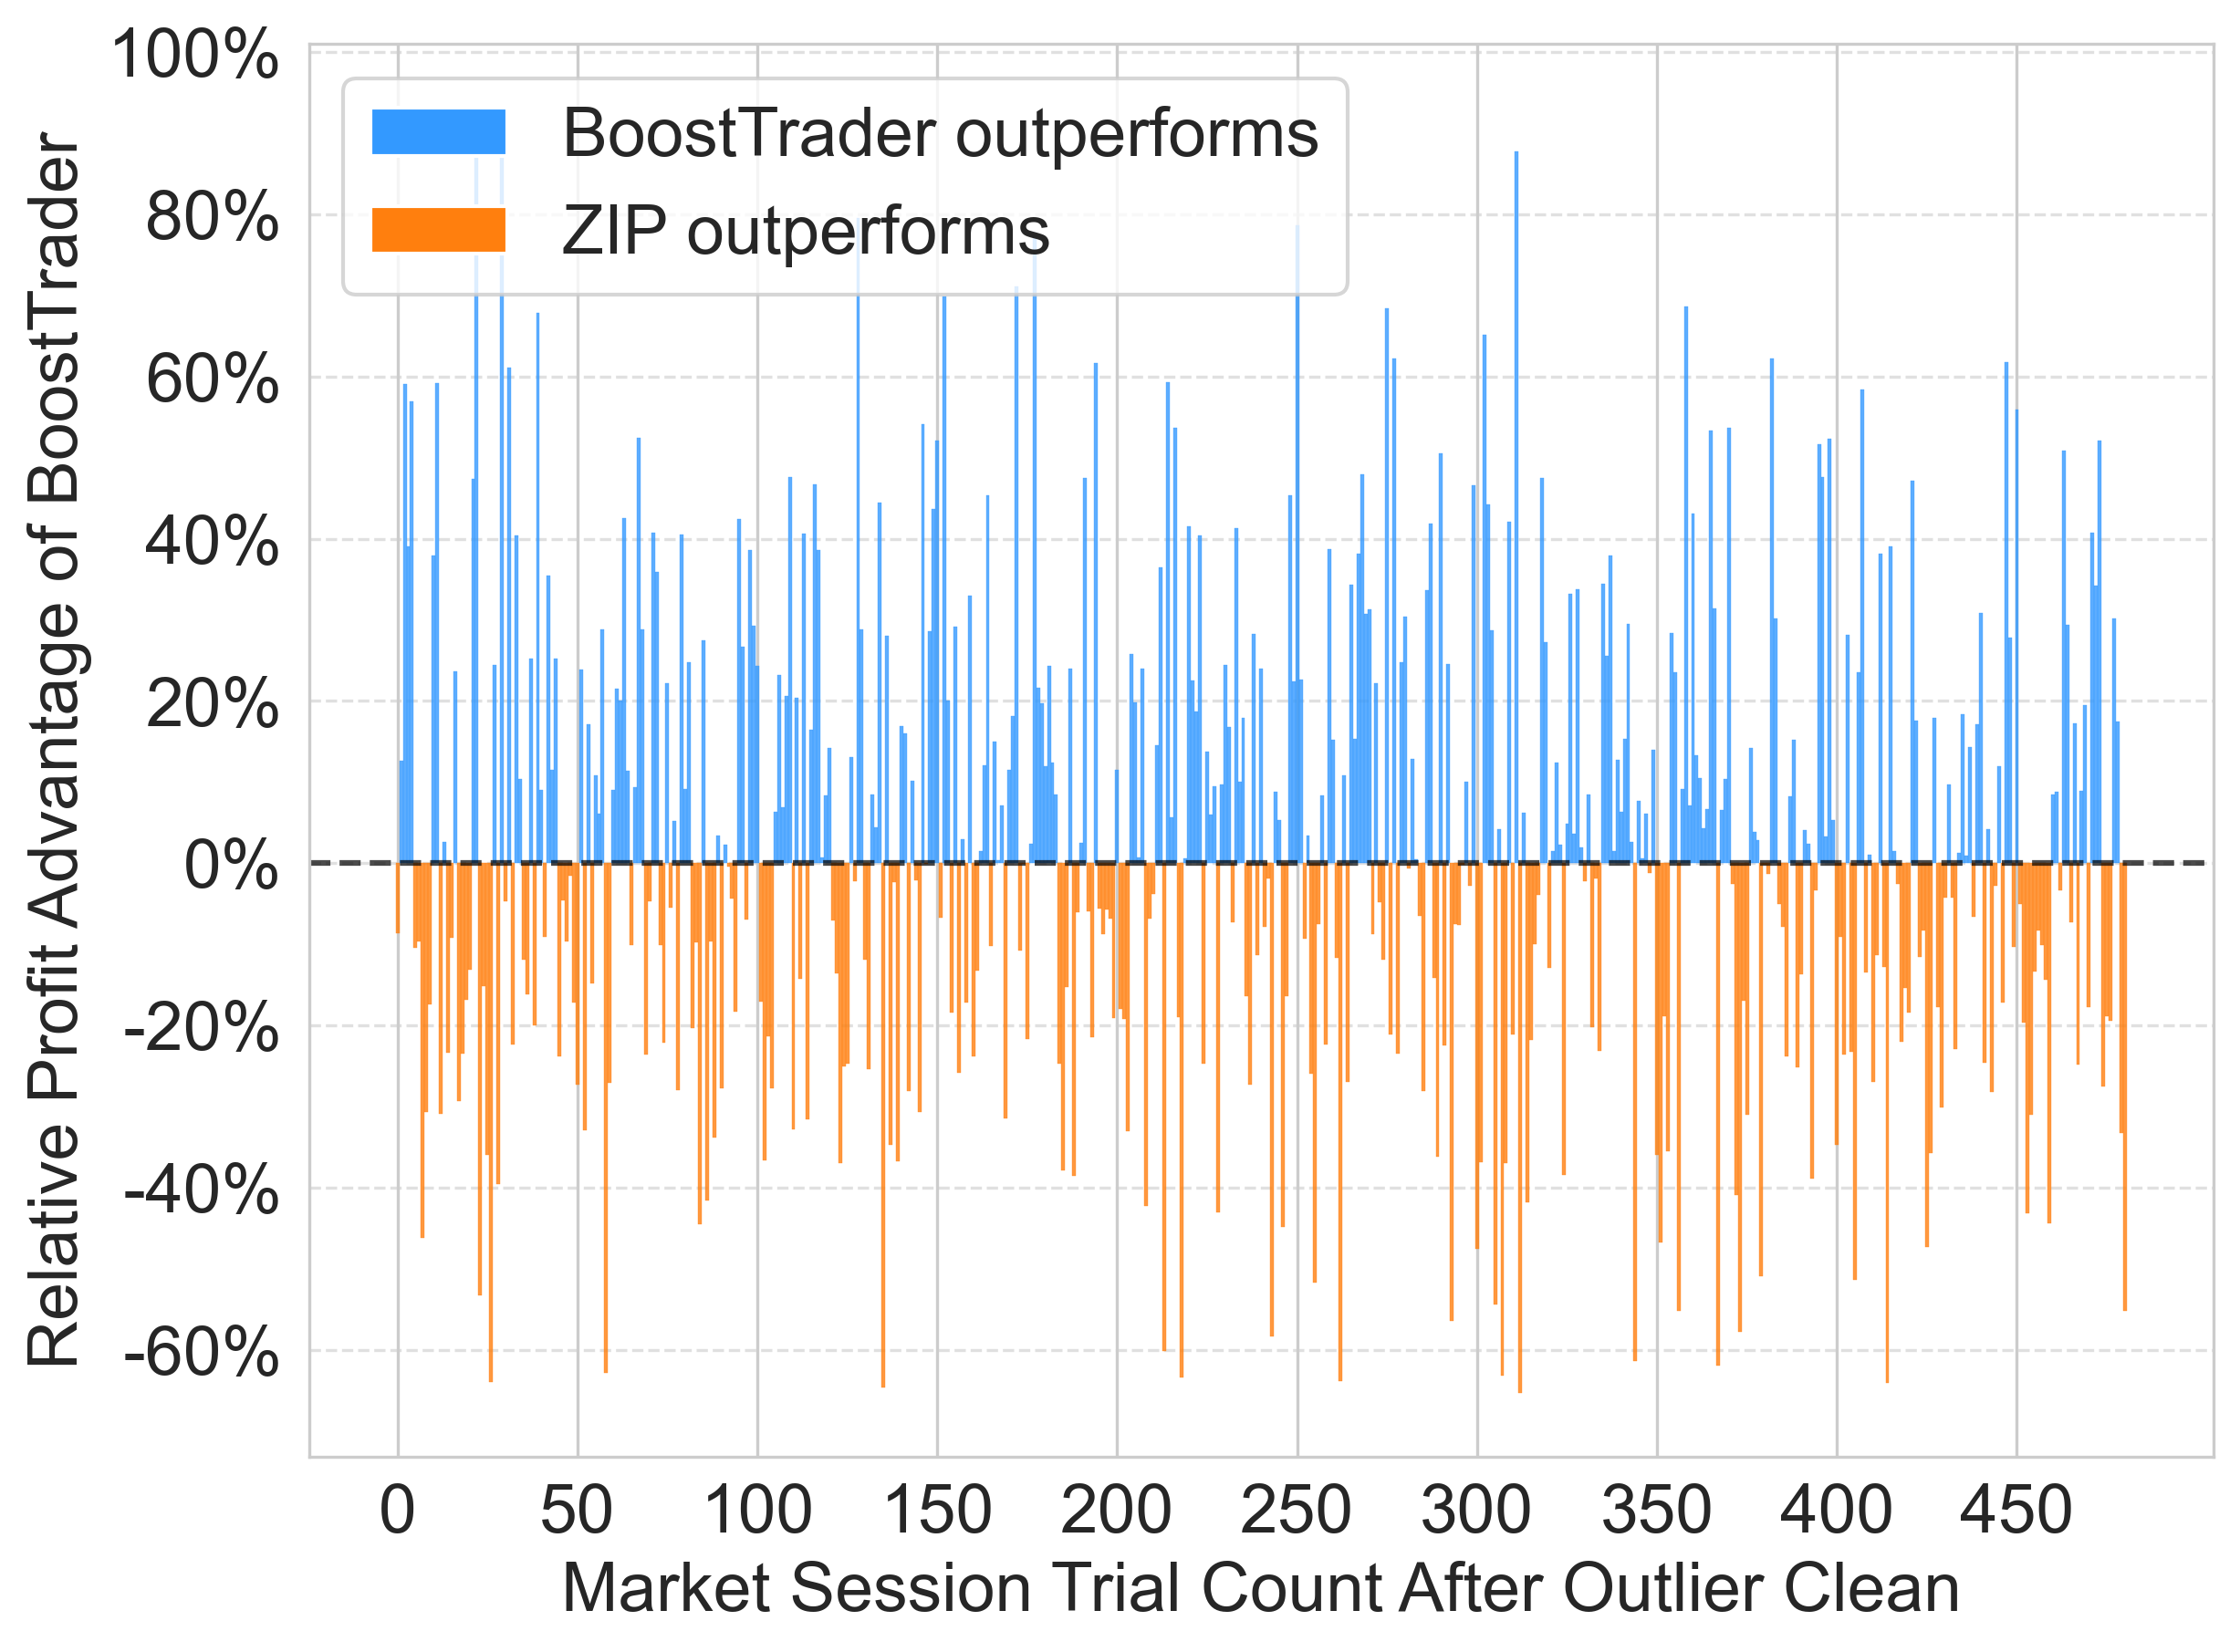 Relative Profit Advantage of BoostTrader
100%
80%
60%
40%
20%
0%
-20%
-40%
-60%
BoostTrader outperforms
ZIP outperforms
0 50 100 150 200 250 300 350 400 450
Market Session Trial Count After Outlier Clean